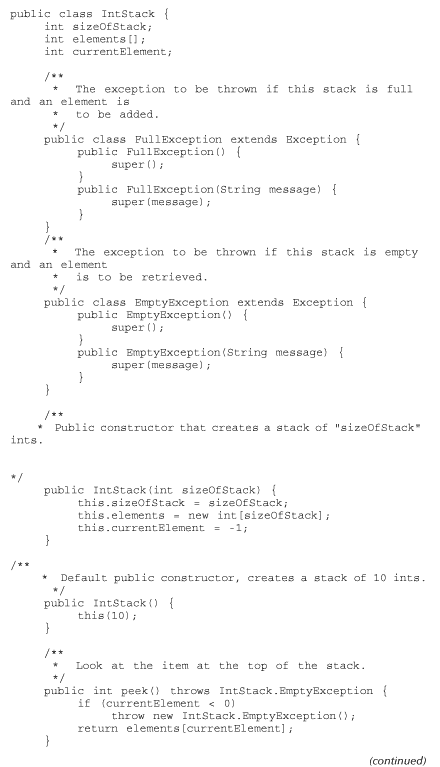 public class IntStack {
int sizeOfStack;
int elements[];
int currentElement;
/**
* The exception to be thrown if this stack is full
and an element is
* to be added.
*/
public class FullException extends Exception {
public FullException() {
super();
}
public FullException(String message) {
super(message);
}
}
/**
* The exception to be thrown if this stack is empty
and an element
* is to be retrieved.
*/
public class EmptyException extends Exception {
public EmptyException() {
super();
}
public EmptyException(String message) {
super(message);
}
}
/**
* Public constructor that creates a stack of "sizeOfStack"
ints.
*/
public IntStack(int sizeOfStack) {
this.sizeOfStack = sizeOfStack;
this.elements = new int[sizeOfStack];
this.currentElement = -1;
}
/**
* Default public constructor, creates a stack of 10 ints.
*/
public IntStack() {
this(10);
}
/**
* Look at the item at the top of the stack.
*/
public int peek() throws IntStack.EmptyException {
if (currentElement < 0)
throw new IntStack.EmptyException();
return elements[currentElement];
}
(continued)